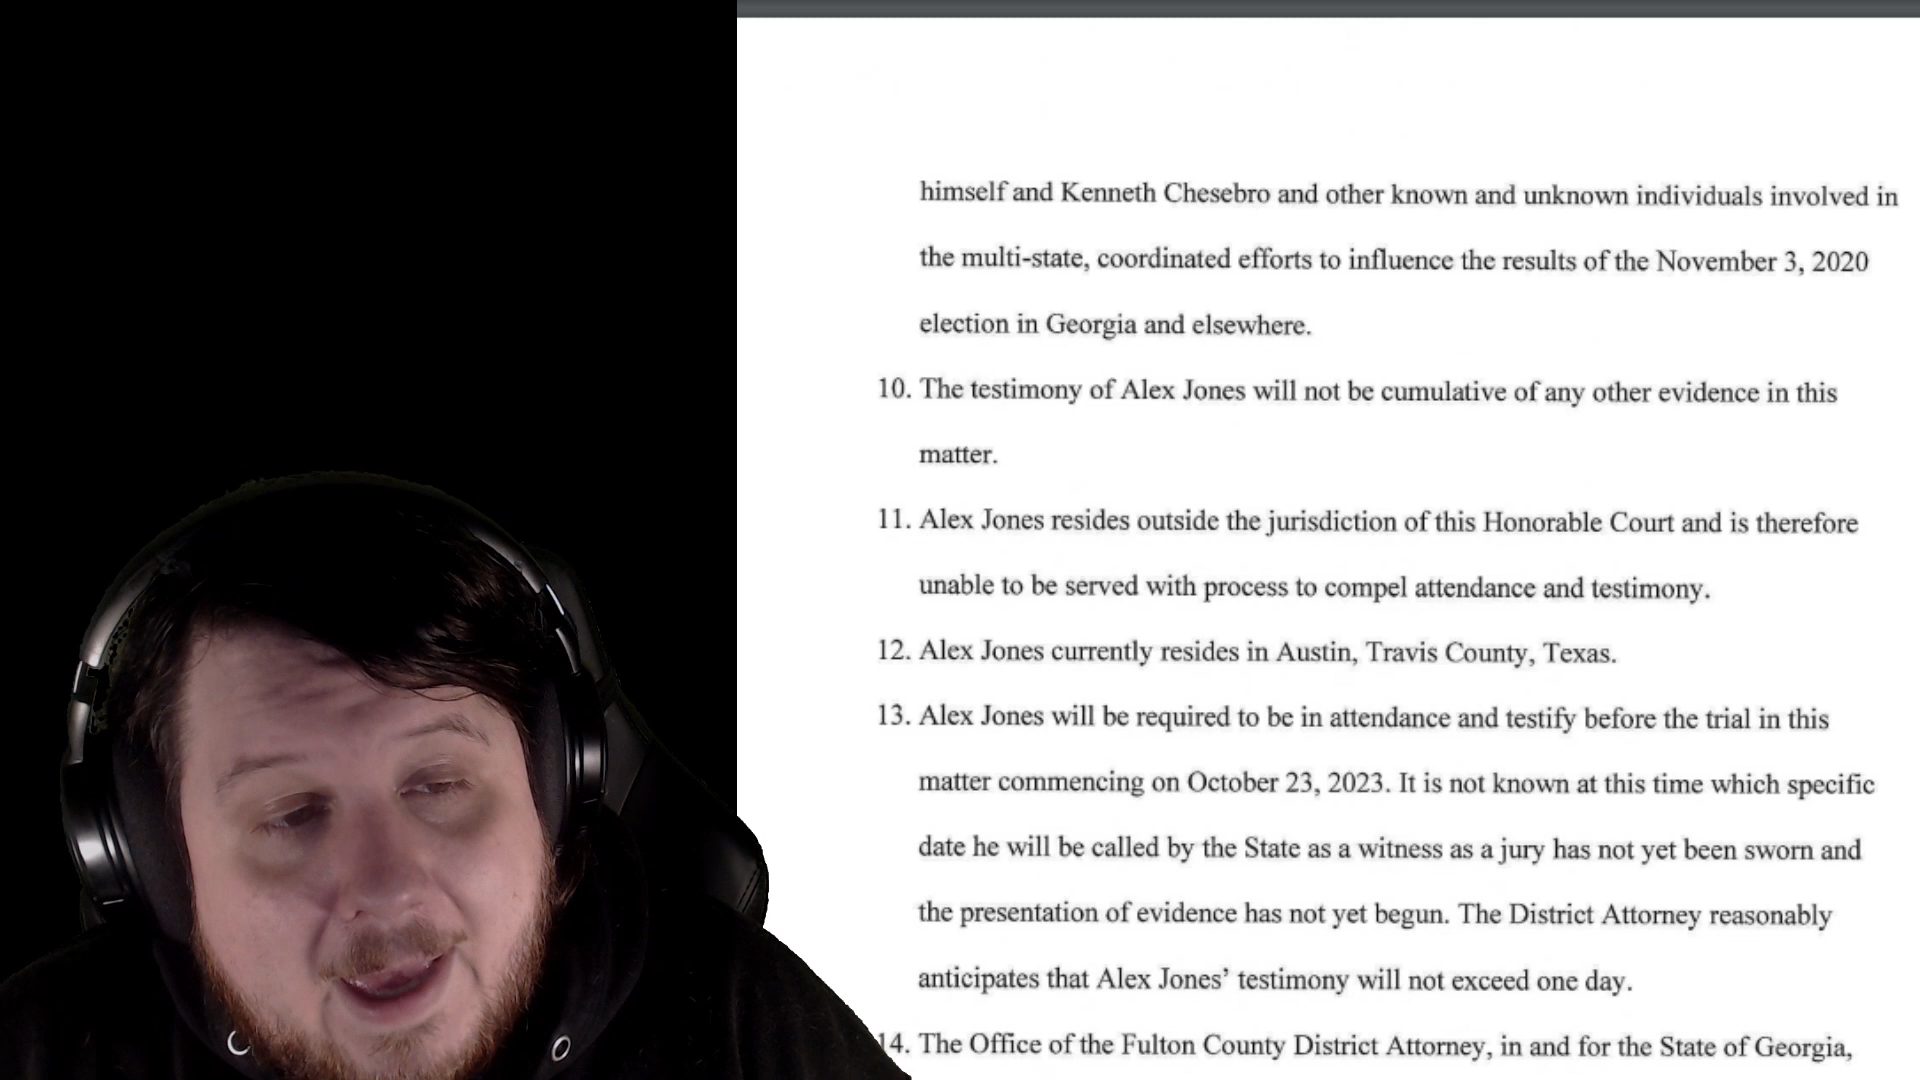 himself and Kenneth Chesebro and other known and unknown individuals involved in
the multi-state, coordinated efforts to influence the results of the November 3, 2020
election in Georgia and elsewhere.
10. The testimony of Alex Jones will not be cumulative of any other evidence in this
matter.
11. Alex Jones resides outside the jurisdiction of this Honorable Court and is therefore
unable to be served with process to compel attendance and testimony.
12. Alex Jones currently resides in Austin, Travis County, Texas.
13. Alex Jones will be required to be in attendance and testify before the trial in this
matter commencing on October 23, 2023. It is not known at this time which specific
date he will be called by the State as a witness as a jury has not yet been sworn and
the presentation of evidence has not yet begun. The District Attorney reasonably
anticipates that Alex Jones’ testimony will not exceed one day.
14. The Office of the Fulton County District Attorney, in and for the State of Georgia,